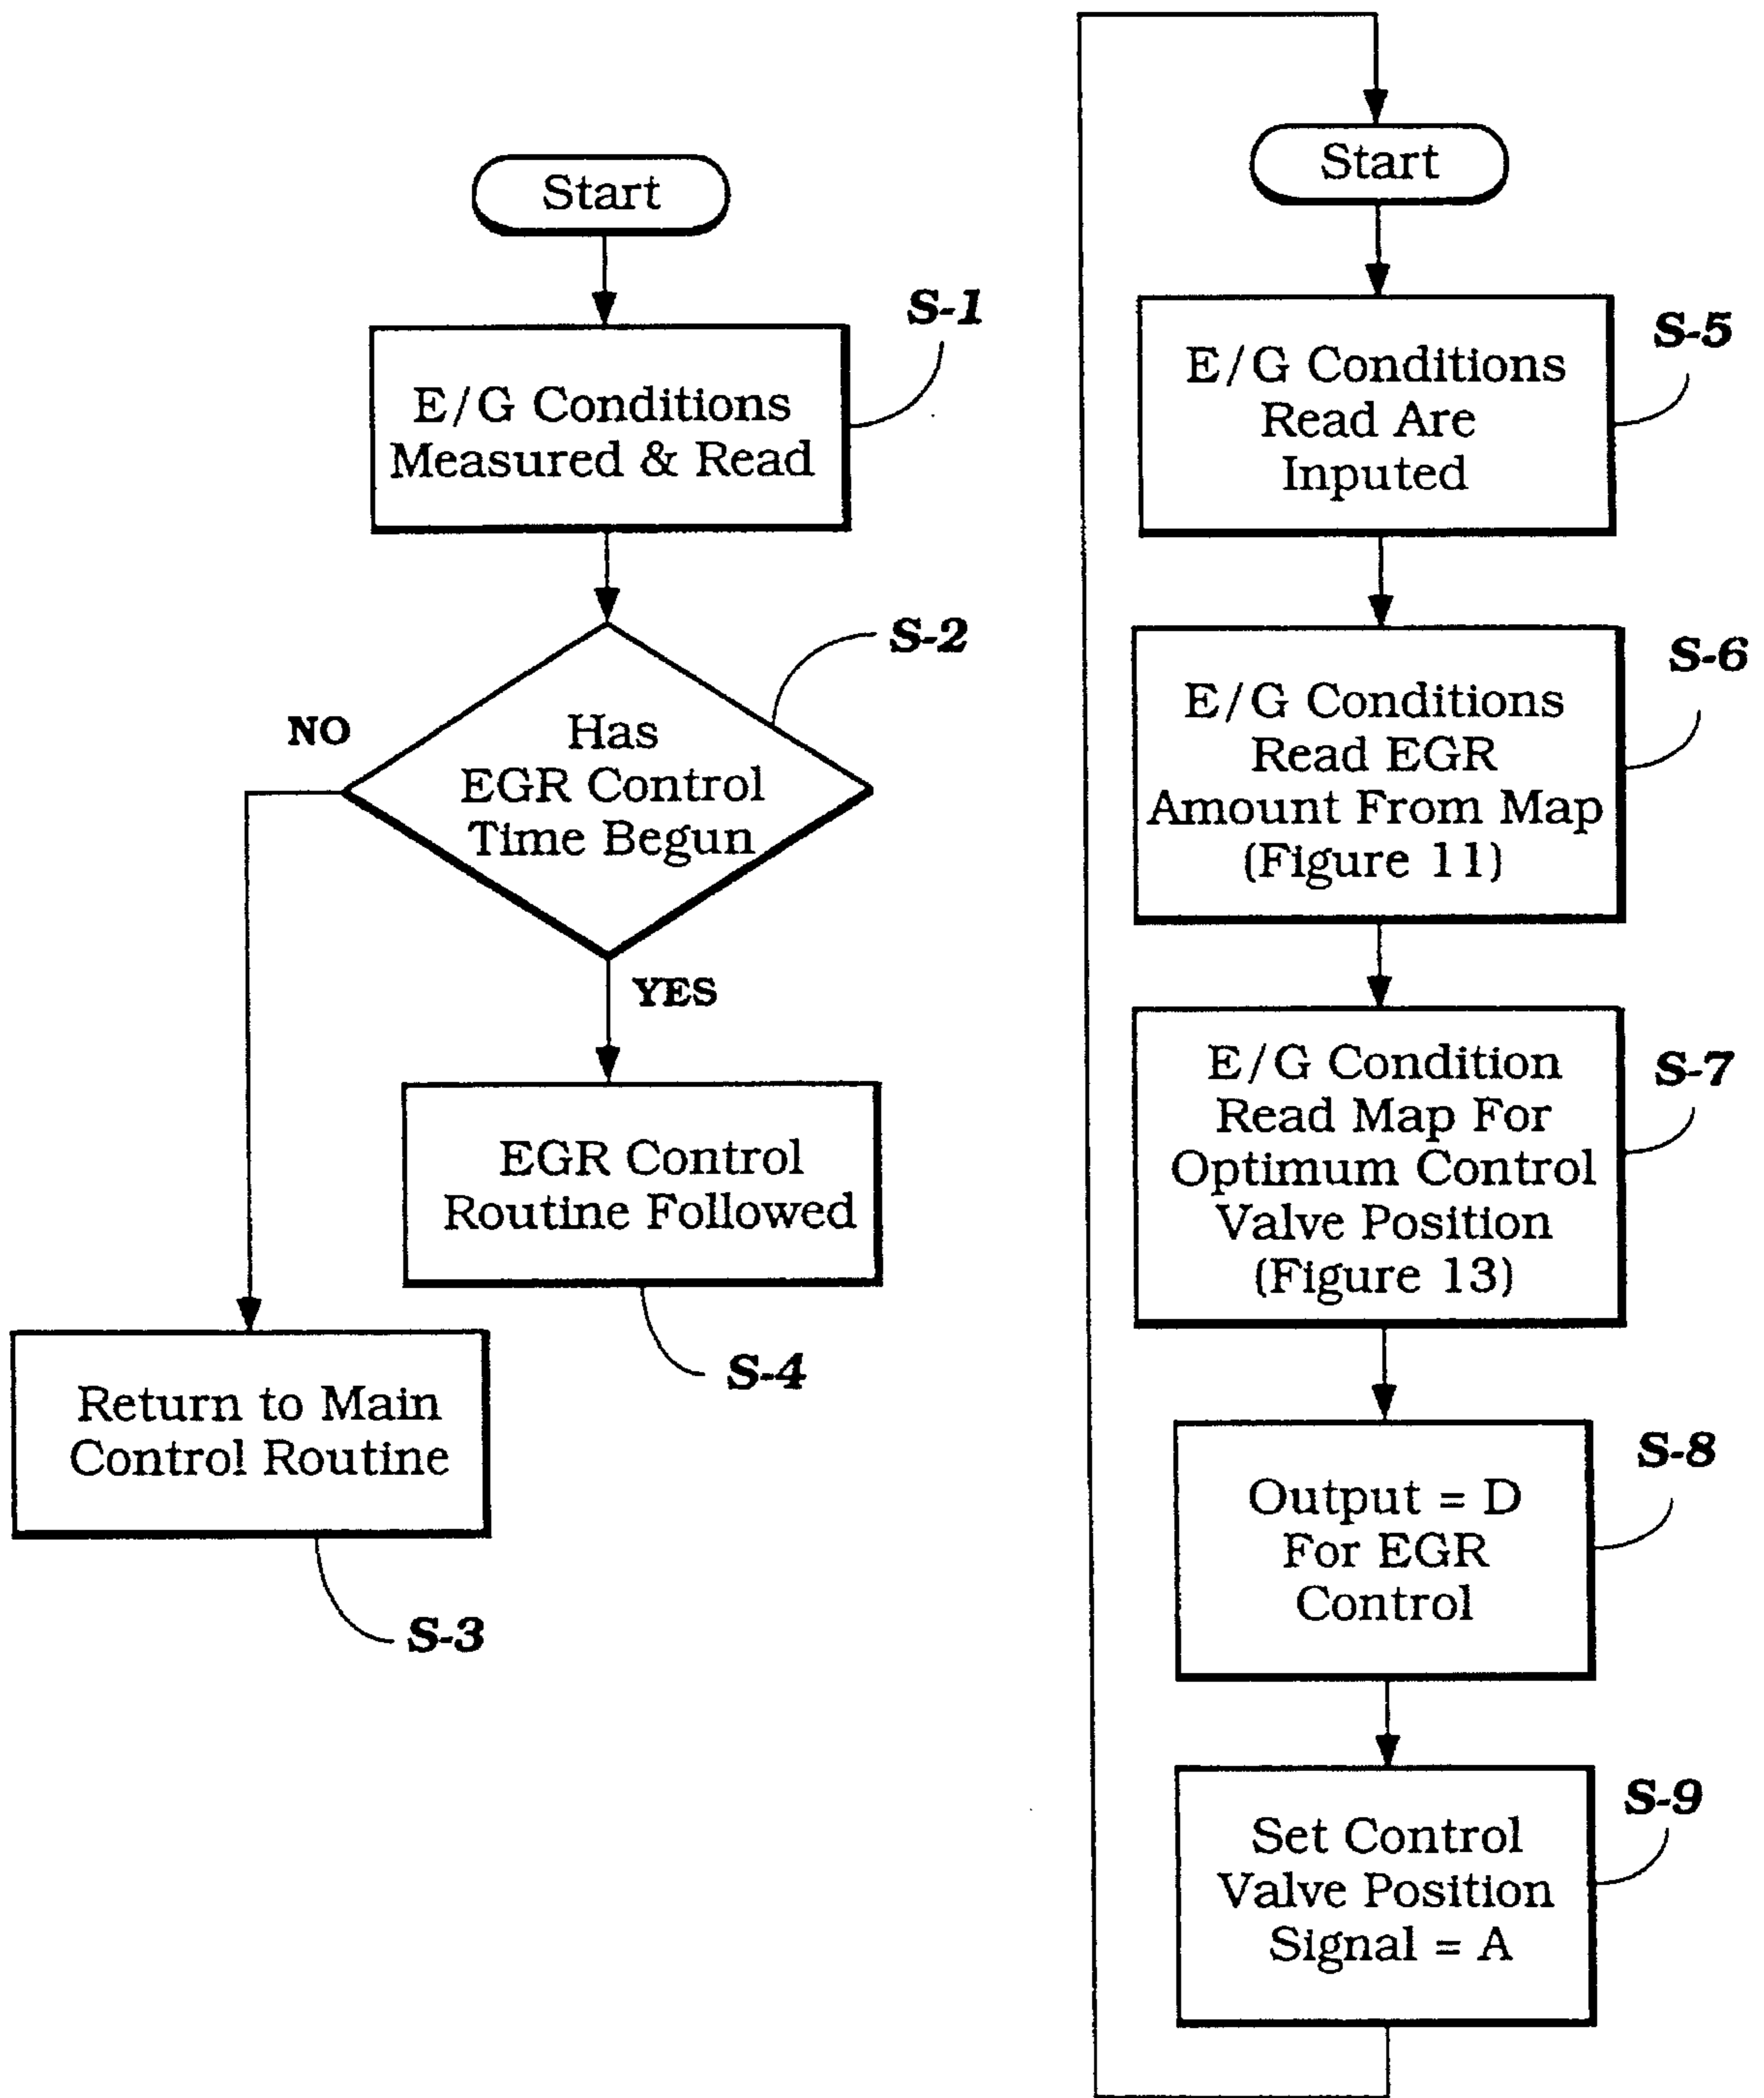 Start
S-1
E/G Conditions
Measured & Read
S-2
NO
Has
EGR Control
Time Begun
YES
EGR Control
Routine Followed
S-4
Return to Main
Control Routine
S-3
Start
S-5
E/G Conditions
Read Are
Inputed
S-6
E/G Conditions
Read EGR
Amount From Map
(Figure 11)
S-7
E/G Condition
Read Map For
Optimum Control
Valve Position
(Figure 13)
S-8
Output = D
For EGR
Control
S-9
Set Control
Valve Position
Signal = A